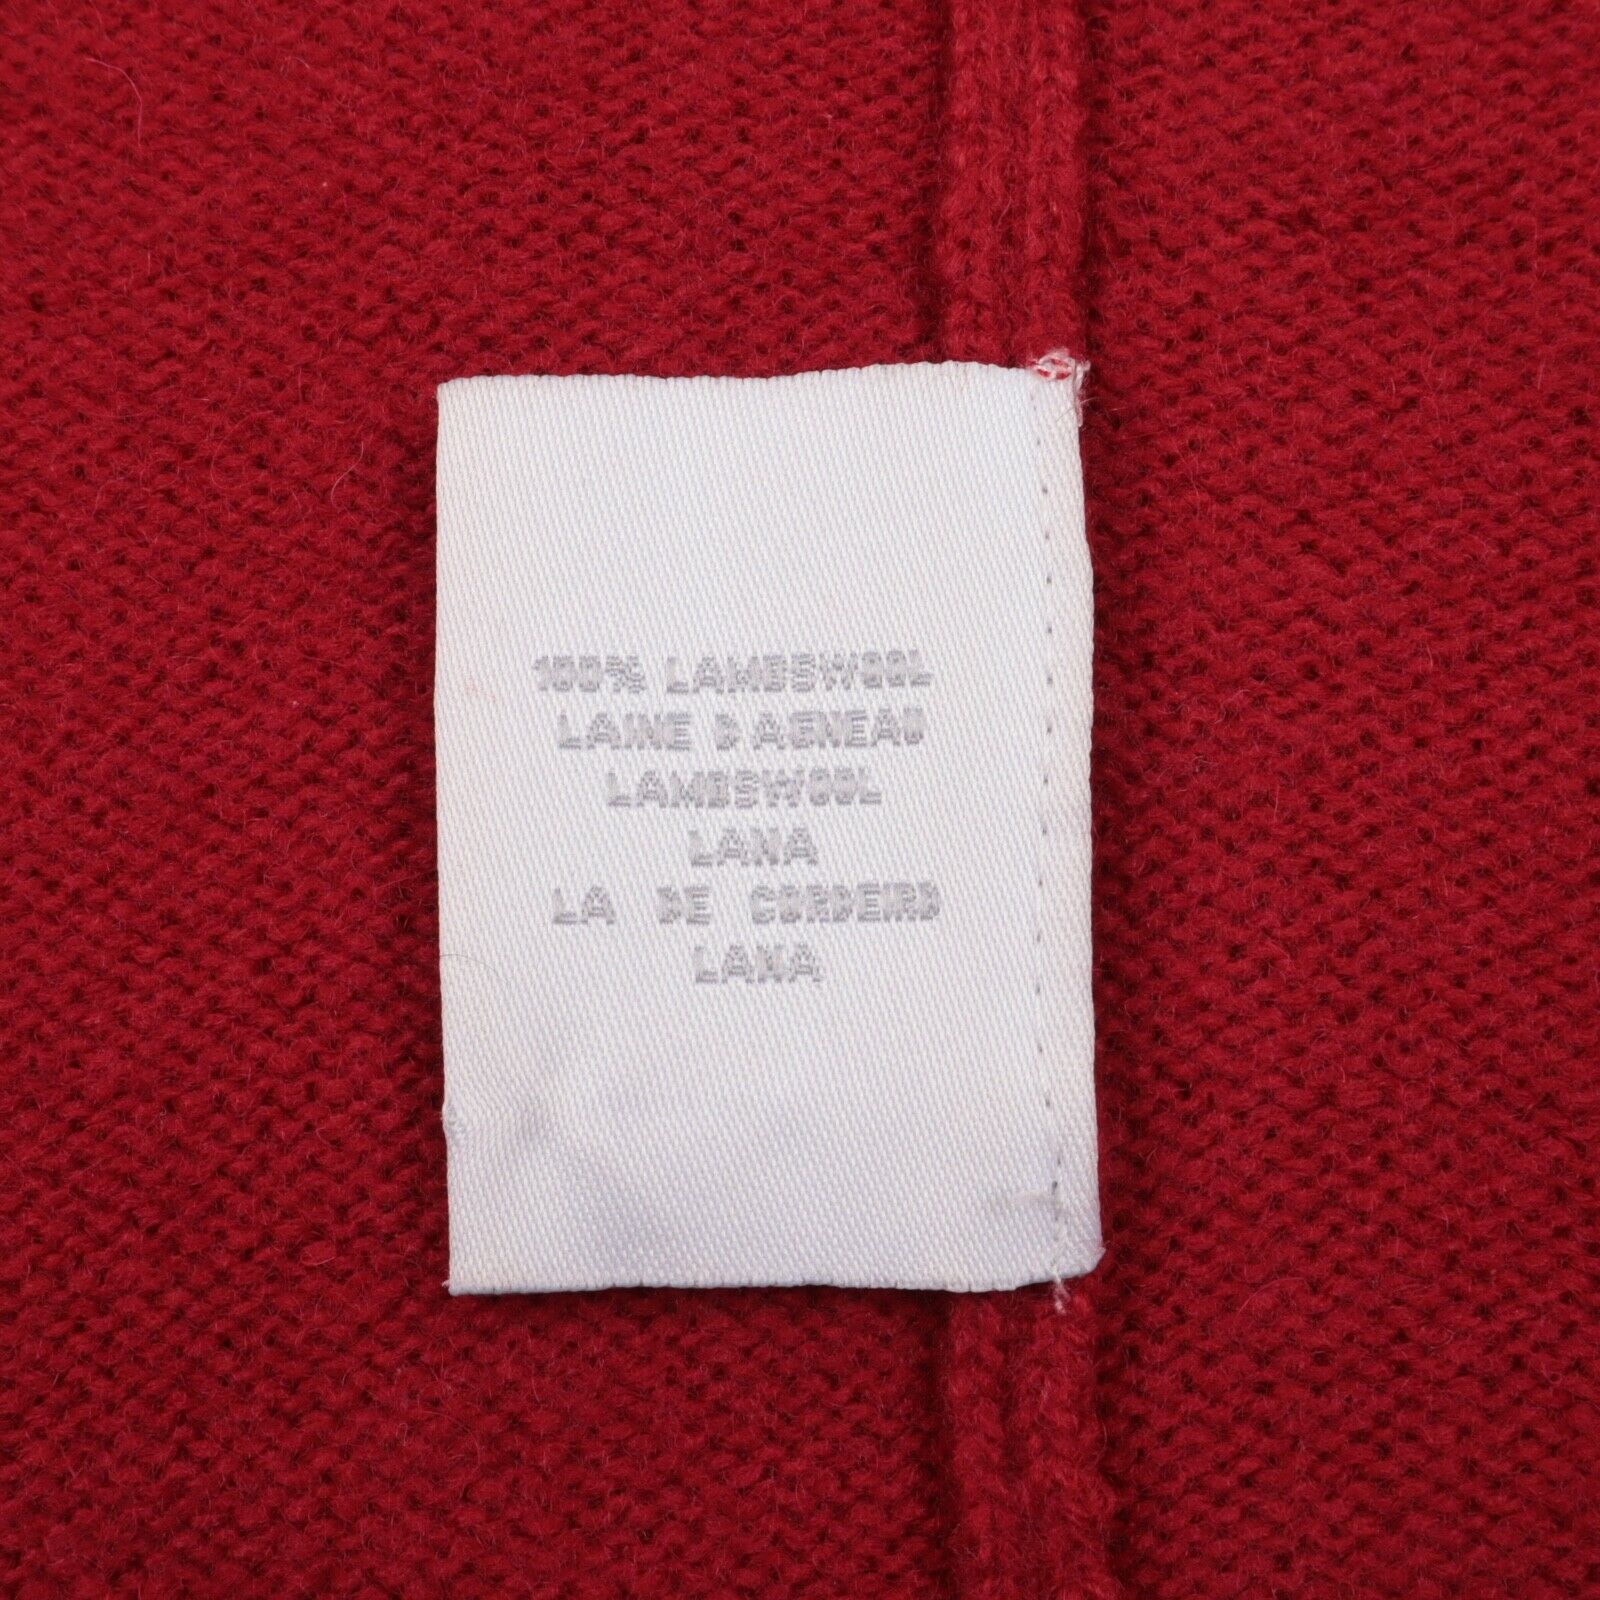 100% LAMBSWOOL
LAINE D'AGNEAU
LAMBSWOOL
LANA
LA DE CORDEIRO
LANA